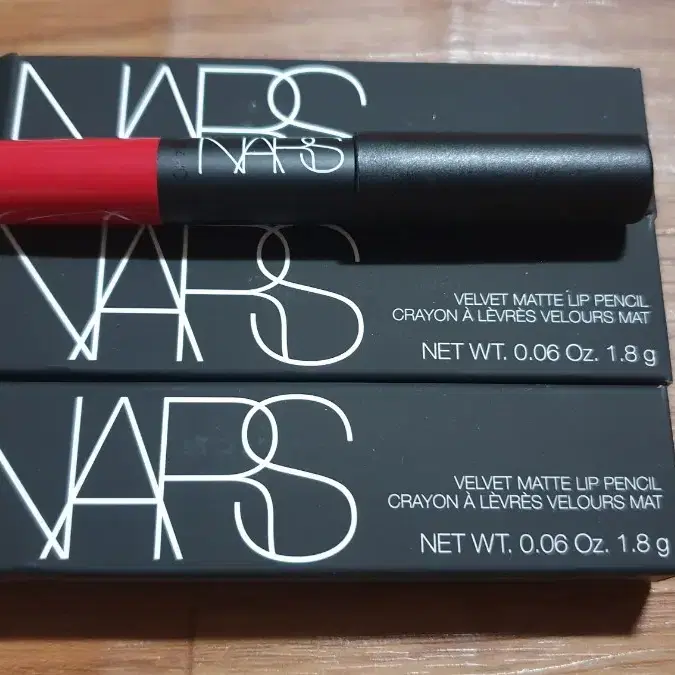 NARS
NARS
NARS
VELVET MATTE LIP PENCIL
CRAYON À LÈVRES VELOURS MAT
NET WT. 0.06 Oz. 1.8 g
NARS
VELVET MATTE LIP PENCIL
CRAYON À LÈVRES VELOURS MAT
NET WT. 0.06 Oz. 1.8 g